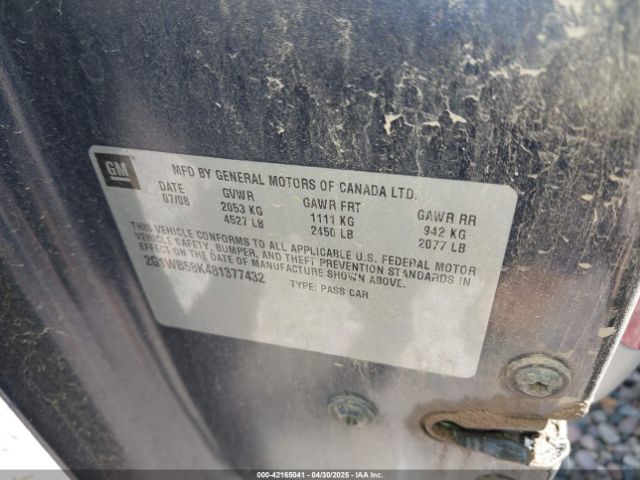 GM
MFD BY GENERAL MOTORS OF CANADA LTD.
DATE GVWR GAWR FRT GAWR RR
07/08 2053 KG 1111 KG 942 KG
4527 LB 2450 LB 2077 LB
THIS VEHICLE CONFORMS TO ALL APPLICABLE U.S. FEDERAL MOTOR
VEHICLE SAFETY, BUMPER, AND THEFT PREVENTION STANDARDS IN
EFFECT ON THE DATE OF MANUFACTURE SHOWN ABOVE.
2G1WB58K481377432 TYPE: PASS CAR
000-42165041 - 04/30/2025 - IAAI.COM